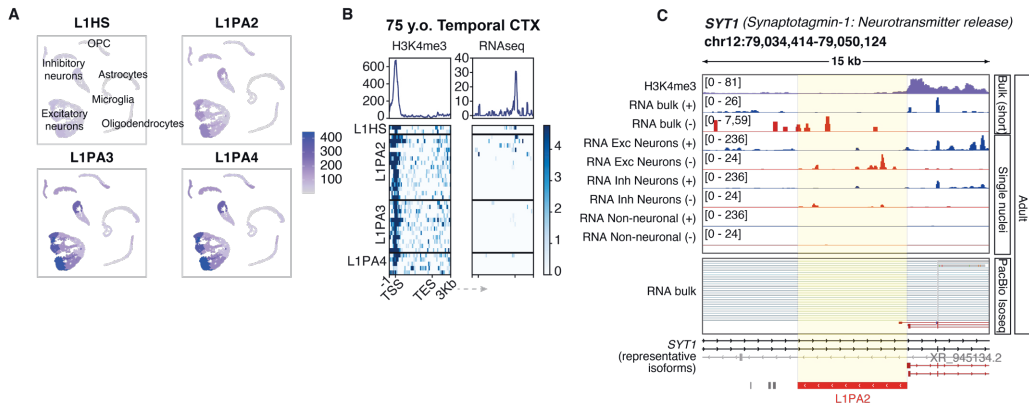 A
L1HS
L1PA2
OPC
Inhibitory
neurons
Astrocytes
Microglia
Excitatory
neurons
Oligodendrocytes
L1PA3
L1PA4
400
300
200
100
B
75 y.o. Temporal CTX
H3K4me3
RNAseq
600
400
200
0
40
30
20
10
0
L1HS
L1PA2
L1PA3
L1PA4
4
3
2
1
0
-1
TSS
TES
3Kb
C
SYT1 (Synaptotagmin-1: Neurotransmitter release)
chr12:79,034,414-79,050,124
15 kb
H3K4me3 [0 - 81]
RNA bulk (+) [0 - 26]
RNA bulk (-) [0 - 7,59]
RNA Exc Neurons (+) [0 - 236]
RNA Exc Neurons (-) [0 - 24]
RNA Inh Neurons (+) [0 - 236]
RNA Inh Neurons (-) [0 - 24]
RNA Non-neuronal (+) [0 - 236]
RNA Non-neuronal (-) [0 - 24]
Bulk (short)
Single nuclei
Adult
RNA bulk
PacBio Isoseq
SYT1
(representative
isoforms)
XR_945134.2
L1PA2